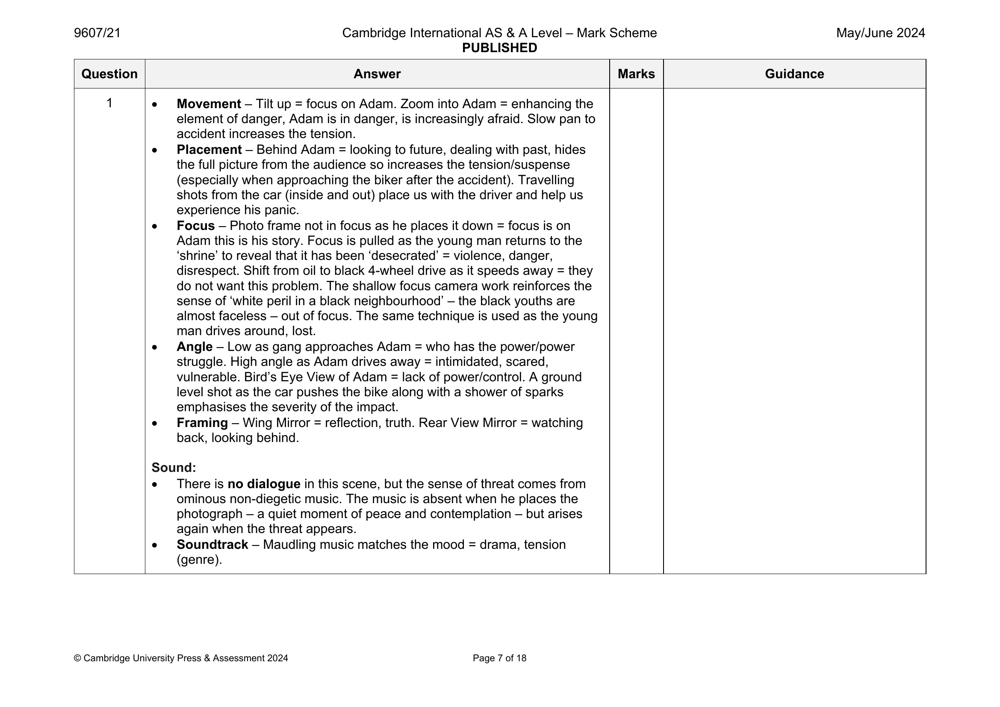 9607/21
Cambridge International AS & A Level – Mark Scheme
PUBLISHED
May/June 2024
Question
Answer
Marks
Guidance
1
• Movement – Tilt up = focus on Adam. Zoom into Adam = enhancing the
element of danger, Adam is in danger, is increasingly afraid. Slow pan to
accident increases the tension.
• Placement – Behind Adam = looking to future, dealing with past, hides
the full picture from the audience so increases the tension/suspense
(especially when approaching the biker after the accident). Travelling
shots from the car (inside and out) place us with the driver and help us
experience his panic.
• Focus – Photo frame not in focus as he places it down = focus is on
Adam this is his story. Focus is pulled as the young man returns to the
‘shrine’ to reveal that it has been ‘desecrated’ = violence, danger,
disrespect. Shift from oil to black 4-wheel drive as it speeds away = they
do not want this problem. The shallow focus camera work reinforces the
sense of ‘white peril in a black neighbourhood’ – the black youths are
almost faceless – out of focus. The same technique is used as the young
man drives around, lost.
• Angle – Low as gang approaches Adam = who has the power/power
struggle. High angle as Adam drives away = intimidated, scared,
vulnerable. Bird’s Eye View of Adam = lack of power/control. A ground
level shot as the car pushes the bike along with a shower of sparks
emphasises the severity of the impact.
• Framing – Wing Mirror = reflection, truth. Rear View Mirror = watching
back, looking behind.
Sound:
• There is no dialogue in this scene, but the sense of threat comes from
ominous non-diegetic music. The music is absent when he places the
photograph – a quiet moment of peace and contemplation – but arises
again when the threat appears.
• Soundtrack – Maudling music matches the mood = drama, tension
(genre).
© Cambridge University Press & Assessment 2024
Page 7 of 18